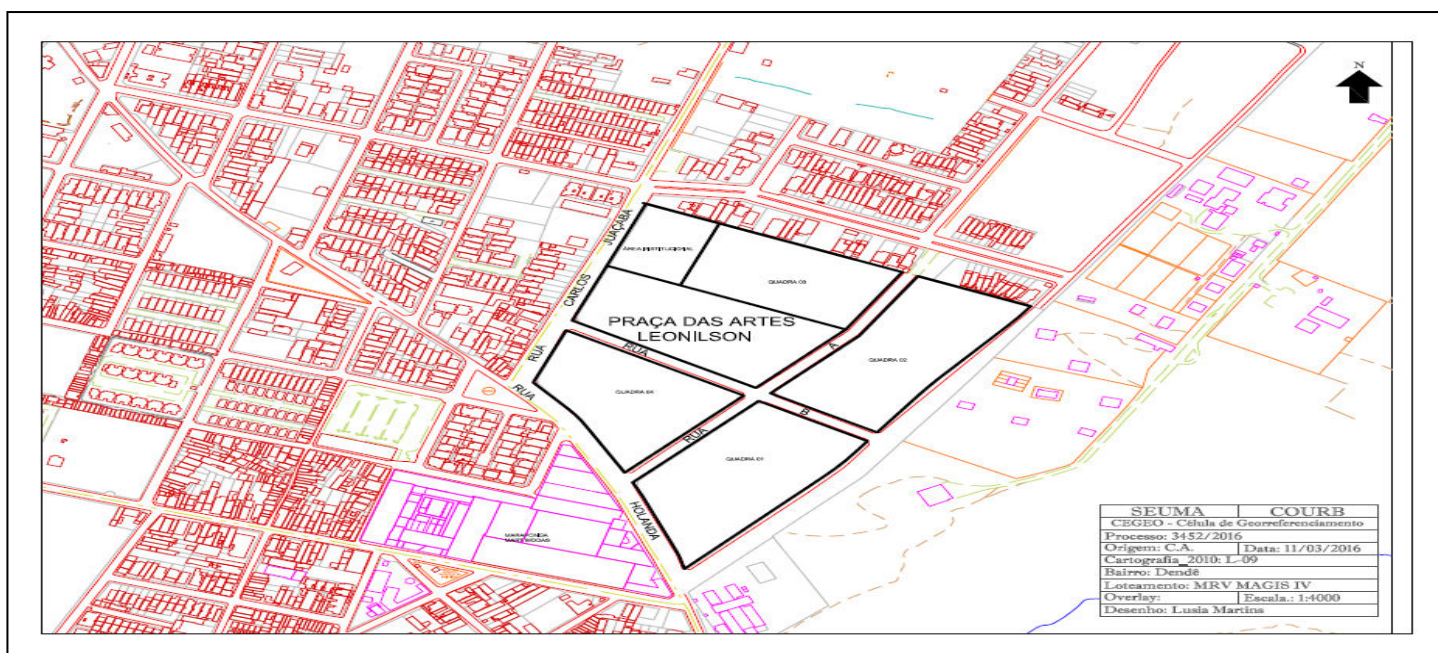 N
JUAÇABA
CARLOS
RUA
ÁREA INSTITUCIONAL
QUADRA 03
PRAÇA DAS ARTES
LEONILSON
RUA
A
QUADRA 02
RUA
QUADRA 04
B
RUA
QUADRA 01
HOLANDA
SEUMA COURB
CEGEO - Célula de Georreferenciamento
Processo: 3452/2016
Origem: C.A. Data: 11/03/2016
Cartografia_2010: L-09
Bairro: Dendê
Loteamento: MRV MAGIS IV
Overlay: Escala.: 1:4000
Desenho: Lusia Martins